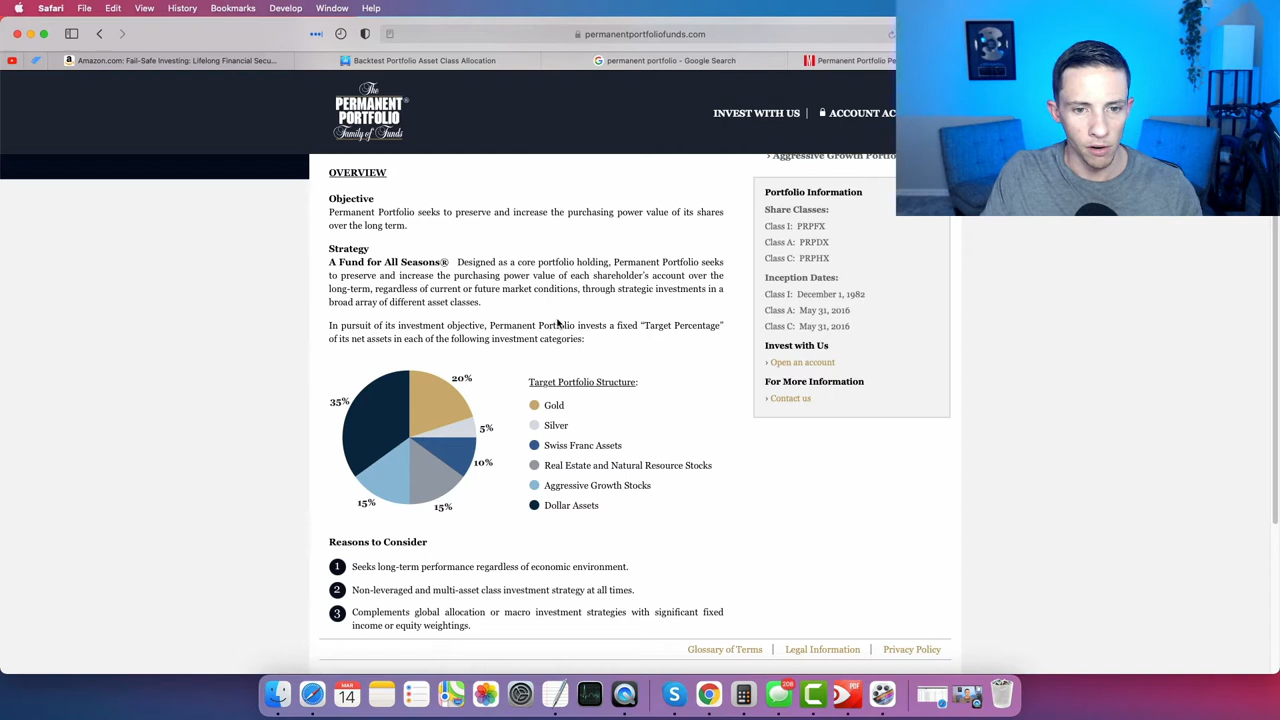 Safari File Edit View History Bookmarks Develop Window Help
permanentportfoliofunds.com
Amazon.com: Fail-Safe Investing: Lifelong Financial Secu...
Backtest Portfolio Asset Class Allocation
permanent portfolio - Google Search
Permanent Portfolio Pe
The
PERMANENT
PORTFOLIO®
Family of Funds
INVEST WITH US
ACCOUNT AC
› Aggressive Growth Portfo
OVERVIEW
Objective
Permanent Portfolio seeks to preserve and increase the purchasing power value of its shares
over the long term.
Strategy
A Fund for All Seasons® Designed as a core portfolio holding, Permanent Portfolio seeks
to preserve and increase the purchasing power value of each shareholder's account over the
long-term, regardless of current or future market conditions, through strategic investments in a
broad array of different asset classes.
In pursuit of its investment objective, Permanent Portfolio invests a fixed “Target Percentage”
of its net assets in each of the following investment categories:
20%
35%
5%
10%
15%
15%
Target Portfolio Structure:
Gold
Silver
Swiss Franc Assets
Real Estate and Natural Resource Stocks
Aggressive Growth Stocks
Dollar Assets
Reasons to Consider
1 Seeks long-term performance regardless of economic environment.
2 Non-leveraged and multi-asset class investment strategy at all times.
3 Complements global allocation or macro investment strategies with significant fixed
income or equity weightings.
Portfolio Information
Share Classes:
Class I: PRPFX
Class A: PRPDX
Class C: PRPHX
Inception Dates:
Class I: December 1, 1982
Class A: May 31, 2016
Class C: May 31, 2016
Invest with Us
› Open an account
For More Information
› Contact us
Glossary of Terms
Legal Information
Privacy Policy
MAR
14
208
PDF